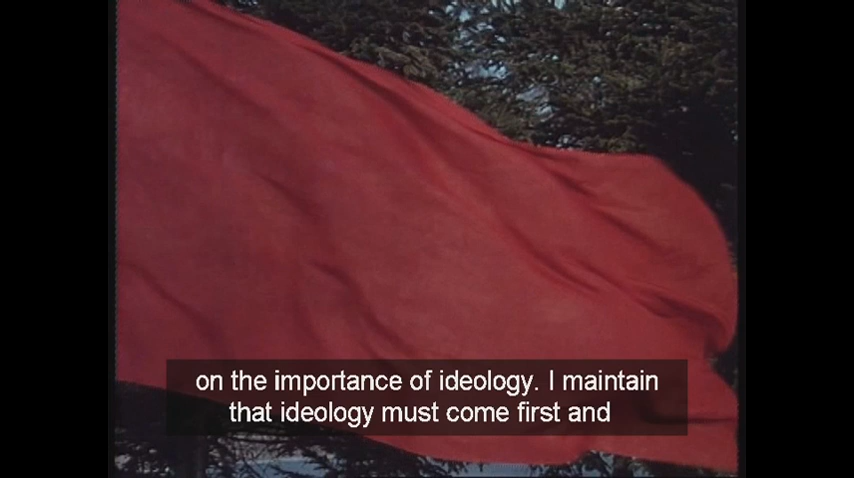 on the importance of ideology. I maintain
that ideology must come first and